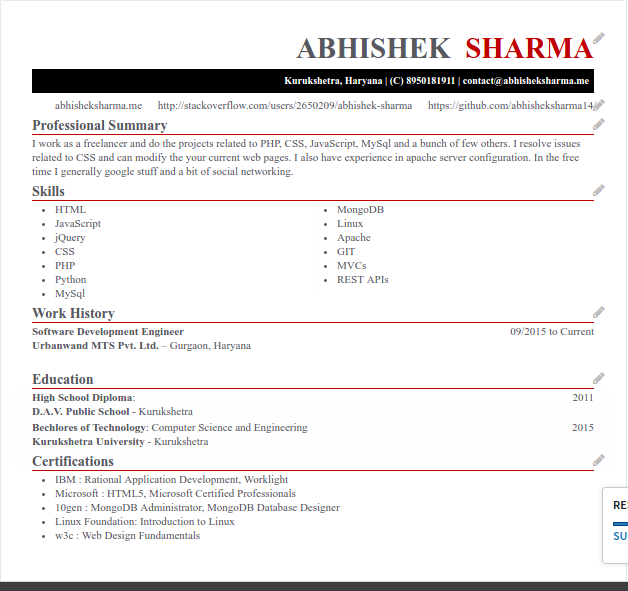 ABHISHEK SHARMA
Kurukshetra, Haryana | (C) 8950181911 | contact@abhisheksharma.me
abhisheksharma.me http://stackoverflow.com/users/2650209/abhishek-sharma https://github.com/abhisheksharma14/
Professional Summary
I work as a freelancer and do the projects related to PHP, CSS, JavaScript, MySql and a bunch of few others. I resolve issues
related to CSS and can modify the your current web pages. I also have experience in apache server configuration. In the free
time I generally google stuff and a bit of social networking.
Skills
HTML
JavaScript
jQuery
CSS
PHP
Python
MySql
MongoDB
Linux
Apache
GIT
MVCs
REST APIs
Work History
Software Development Engineer 09/2015 to Current
Urbanwand MTS Pvt. Ltd. – Gurgaon, Haryana
Education
High School Diploma: 2011
D.A.V. Public School - Kurukshetra
Bechlores of Technology: Computer Science and Engineering 2015
Kurukshetra University - Kurukshetra
Certifications
IBM : Rational Application Development, Worklight
Microsoft : HTML5, Microsoft Certified Professionals
10gen : MongoDB Administrator, MongoDB Database Designer
Linux Foundation: Introduction to Linux
w3c : Web Design Fundamentals
RE
SU